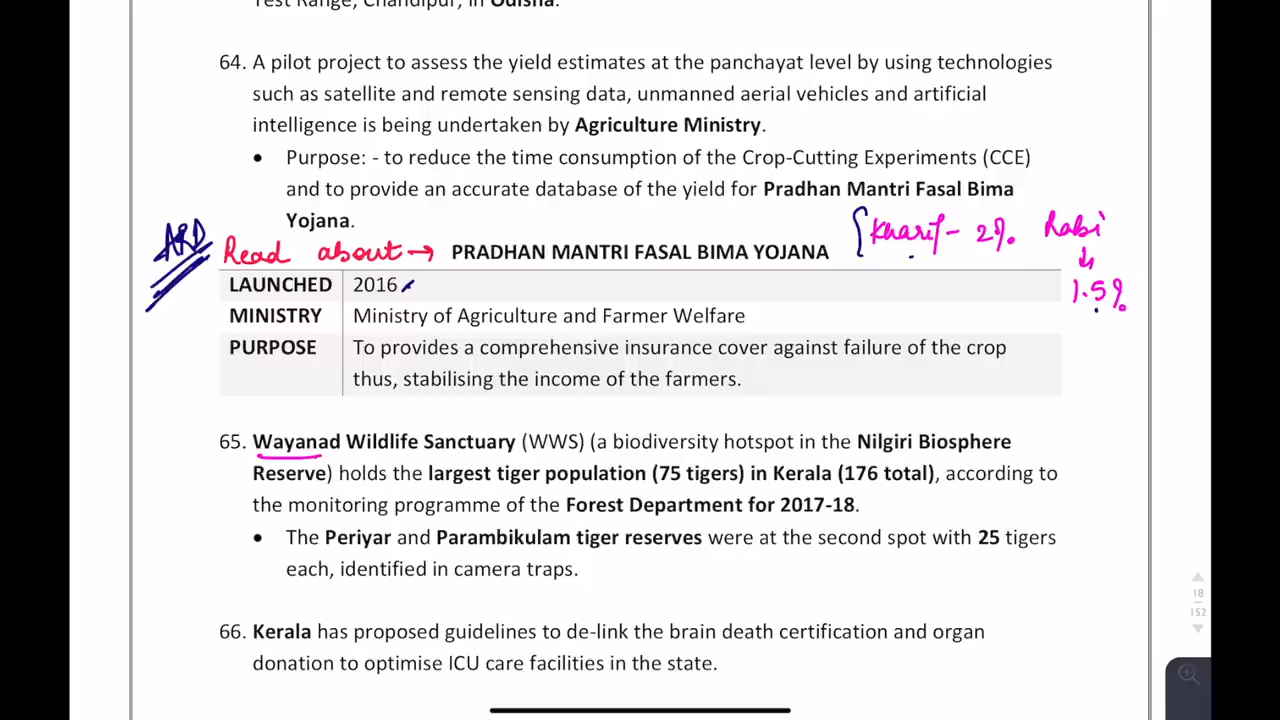 Test Range, Chandipur, in Odisha.
64. A pilot project to assess the yield estimates at the panchayat level by using technologies
such as satellite and remote sensing data, unmanned aerial vehicles and artificial
intelligence is being undertaken by Agriculture Ministry.
• Purpose: - to reduce the time consumption of the Crop-Cutting Experiments (CCE)
and to provide an accurate database of the yield for Pradhan Mantri Fasal Bima
Yojana.
{ Kharif - 2%. Rabi
↓
1.5%
ARD
Read about → PRADHAN MANTRI FASAL BIMA YOJANA
LAUNCHED 2016
MINISTRY Ministry of Agriculture and Farmer Welfare
PURPOSE To provides a comprehensive insurance cover against failure of the crop
thus, stabilising the income of the farmers.
65. Wayanad Wildlife Sanctuary (WWS) (a biodiversity hotspot in the Nilgiri Biosphere
Reserve) holds the largest tiger population (75 tigers) in Kerala (176 total), according to
the monitoring programme of the Forest Department for 2017-18.
• The Periyar and Parambikulam tiger reserves were at the second spot with 25 tigers
each, identified in camera traps.
66. Kerala has proposed guidelines to de-link the brain death certification and organ
donation to optimise ICU care facilities in the state.
18
152